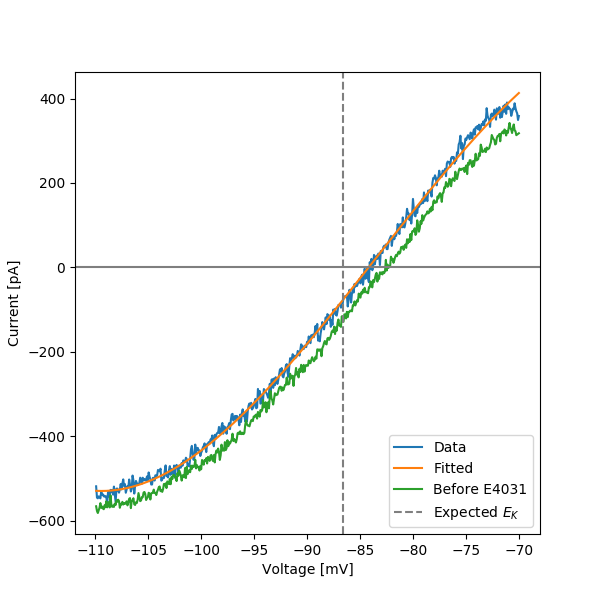 400
200
0
−200
−400
−600
Current [pA]
−110
−105
−100
−95
−90
−85
−80
−75
−70
Voltage [mV]
Data
Fitted
Before E4031
Expected E_K